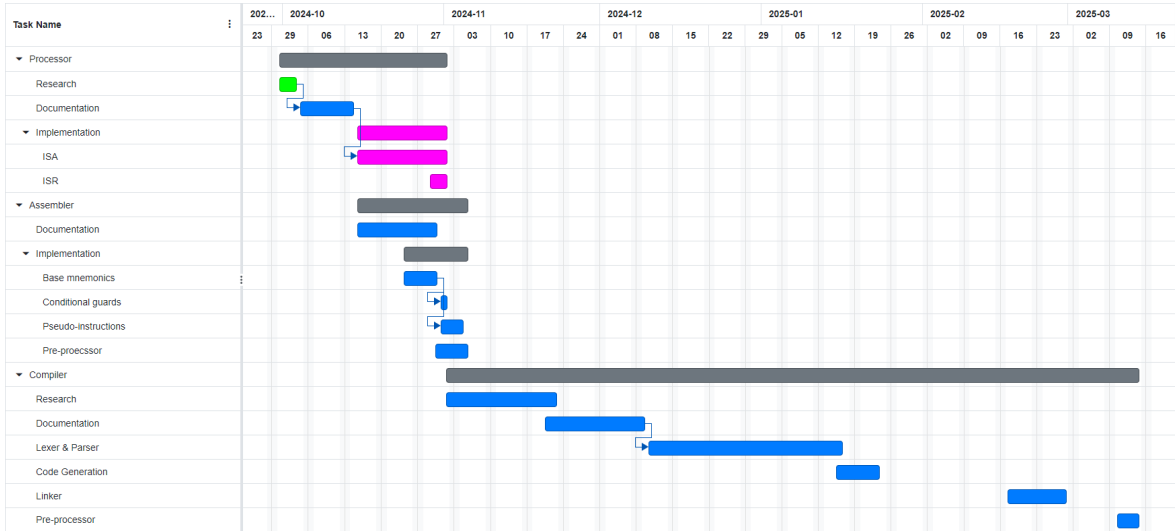 Task Name
202... 2024-10 2024-11 2024-12 2025-01 2025-02 2025-03
23 29 06 13 20 27 03 10 17 24 01 08 15 22 29 05 12 19 26 02 09 16 23 02 09 16
Processor
Research
Documentation
Implementation
ISA
ISR
Assembler
Documentation
Implementation
Base mnemonics
Conditional guards
Pseudo-instructions
Pre-proecssor
Compiler
Research
Documentation
Lexer & Parser
Code Generation
Linker
Pre-processor